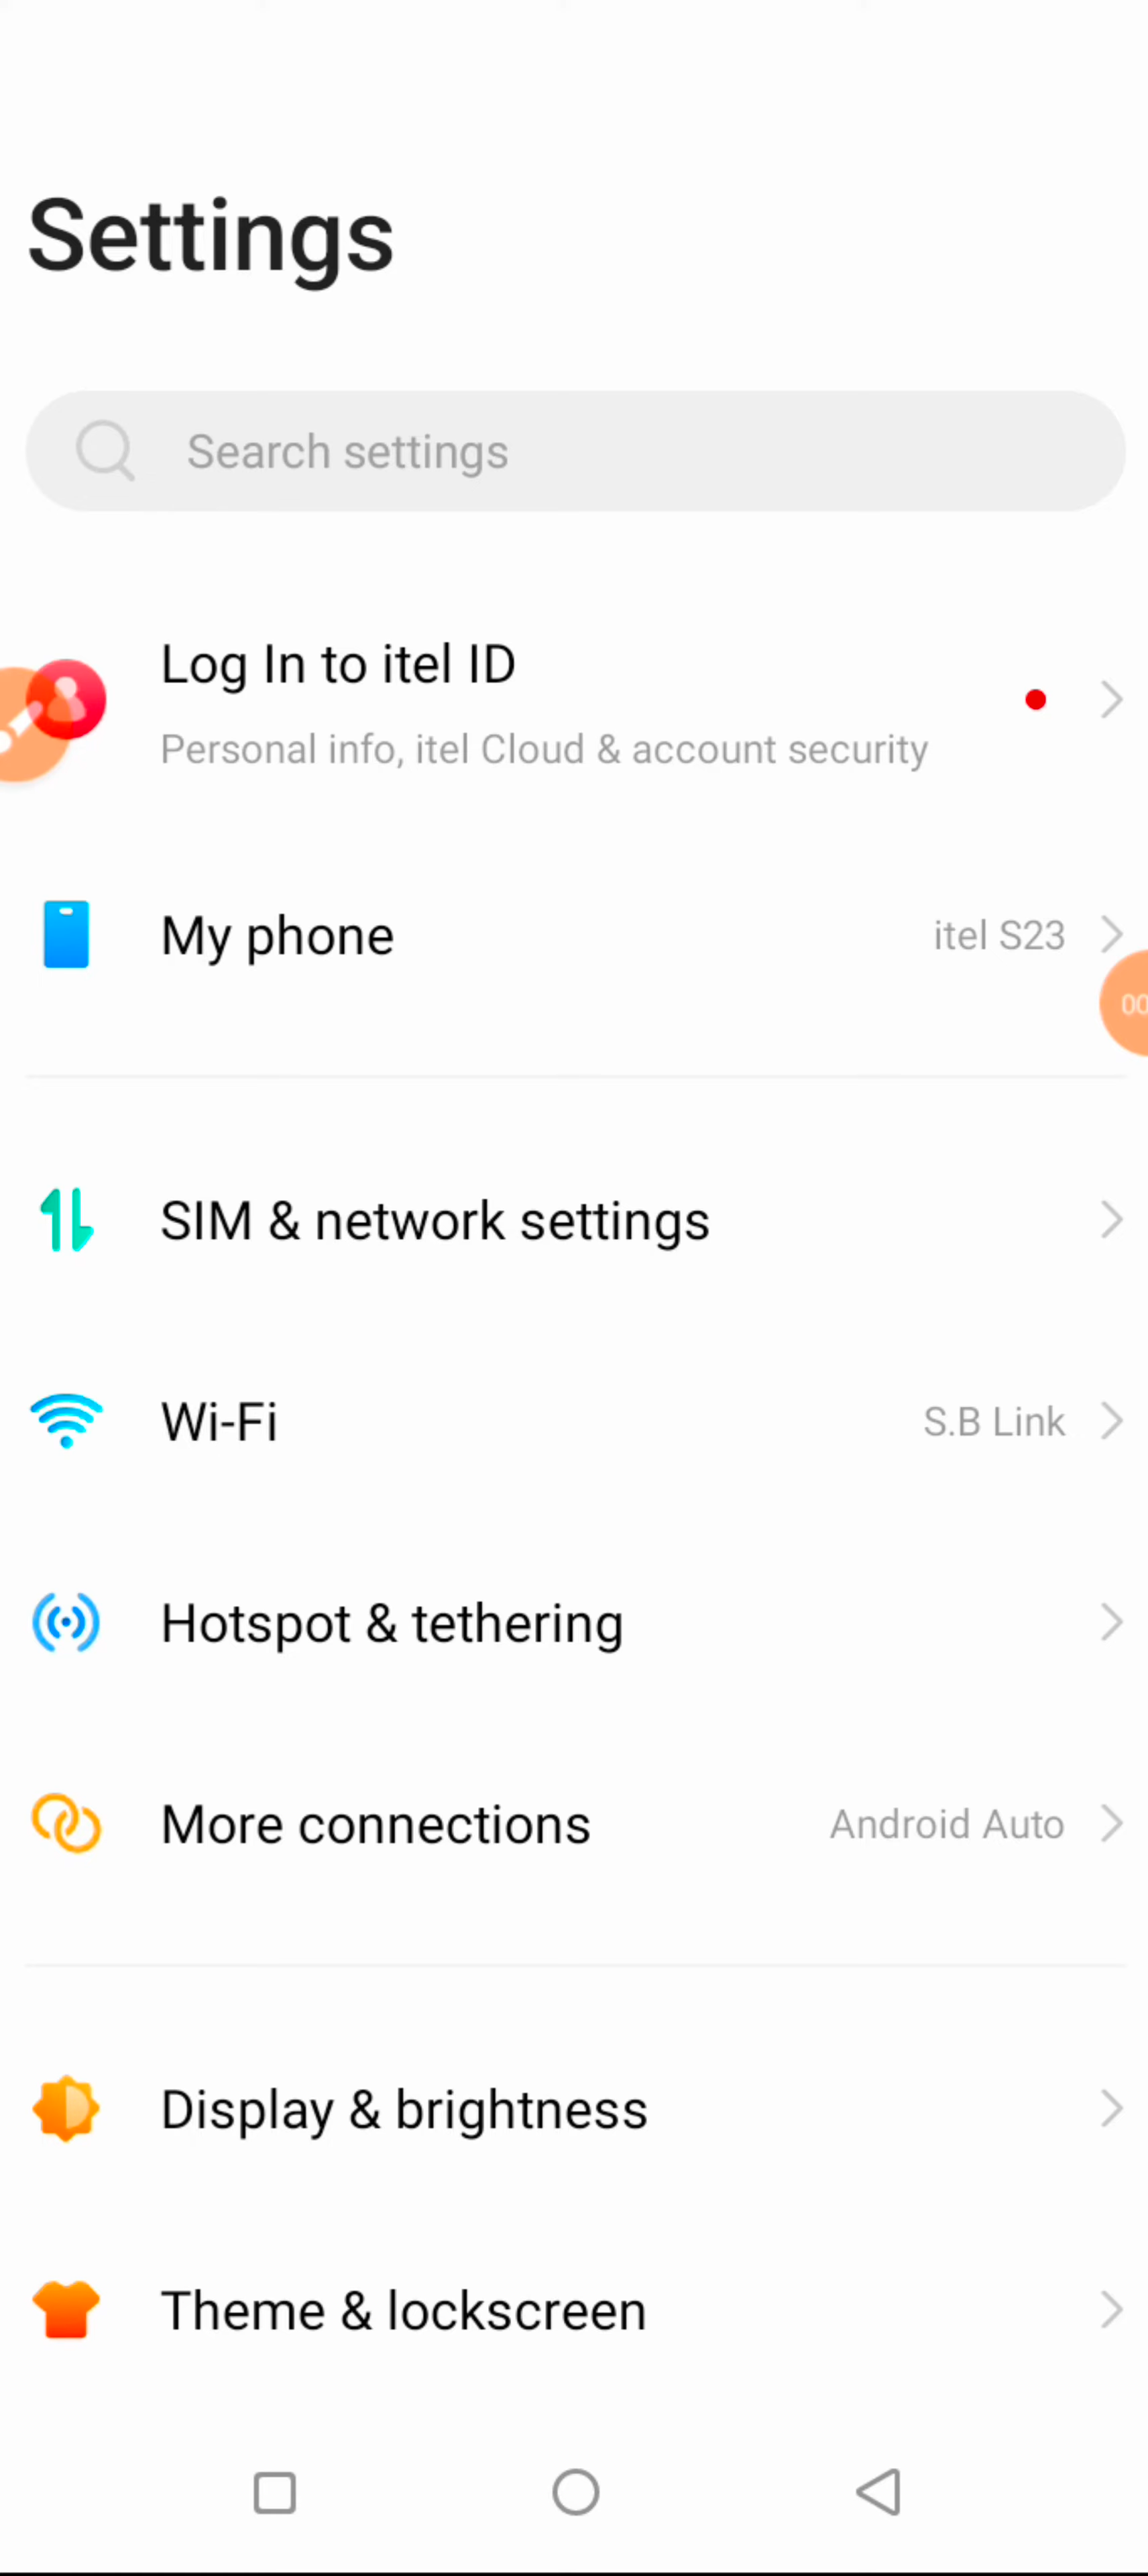 Settings
Search settings
Log In to itel ID
Personal info, itel Cloud & account security
My phone
itel S23
00
SIM & network settings
Wi-Fi
S.B Link
Hotspot & tethering
More connections
Android Auto
Display & brightness
Theme & lockscreen